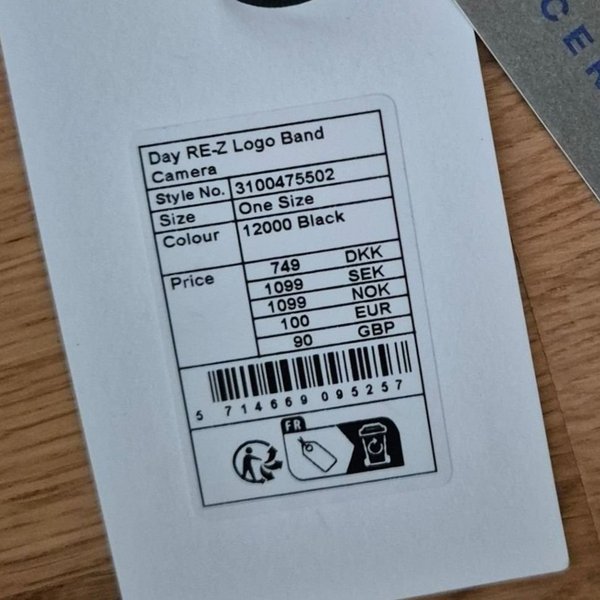 CER
Day RE-Z Logo Band
Camera
Style No. 3100475502
Size One Size
Colour 12000 Black
Price 749 DKK
1099 SEK
1099 NOK
100 EUR
90 GBP
5 714669 095257
FR